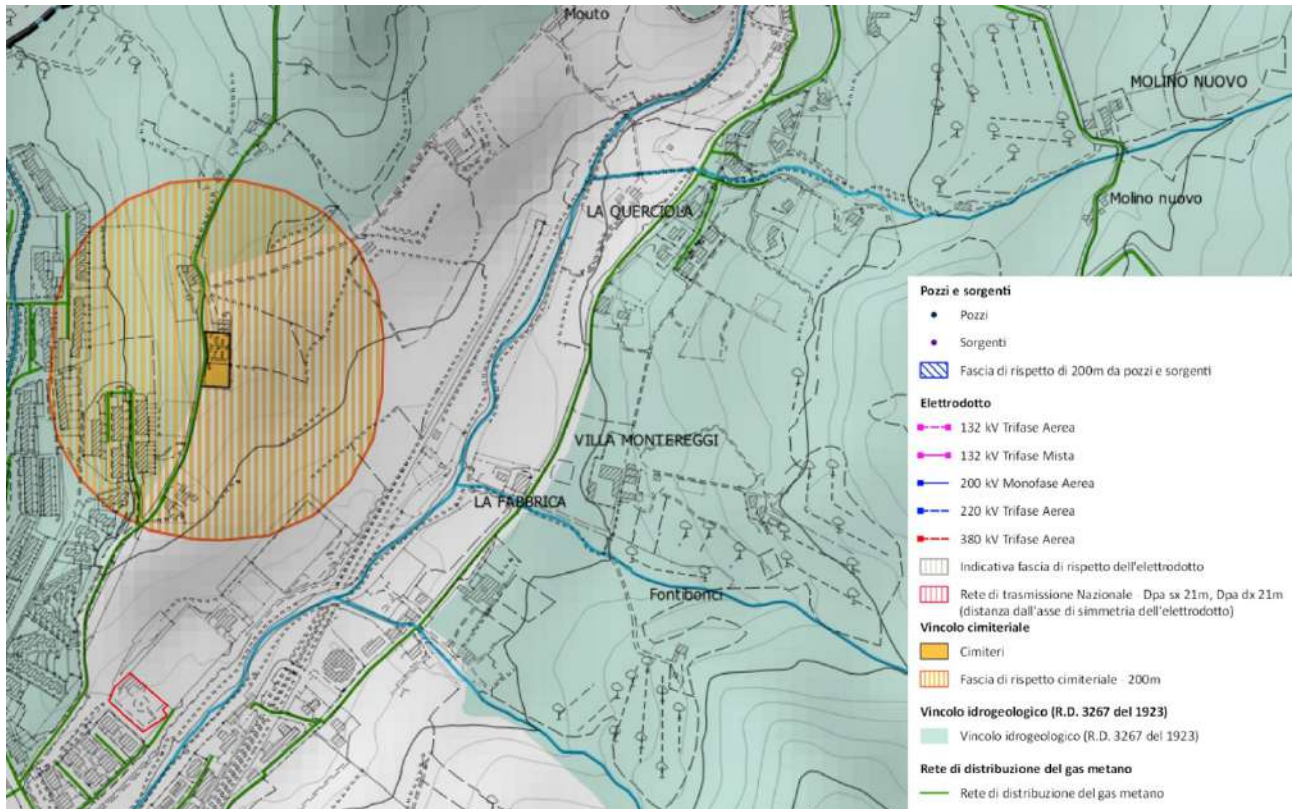 Mouto
MOLINO NUOVO
Molino nuovo
LA QUERCIOLA
VILLA MONTEREGGI
LA FABBRICA
Fontibonci
Pozzi e sorgenti
Pozzi
Sorgenti
Fascia di rispetto di 200m da pozzi e sorgenti
Elettrodotto
132 kV Trifase Aerea
132 kV Trifase Mista
200 kV Monofase Aerea
220 kV Trifase Aerea
380 kV Trifase Aerea
Indicativa fascia di rispetto dell'elettrodotto
Rete di trasmissione Nazionale - Dpa sx 21m, Dpa dx 21m
(distanza dall'asse di simmetria dell'elettrodotto)
Vincolo cimiteriale
Cimiteri
Fascia di rispetto cimiteriale - 200m
Vincolo idrogeologico (R.D. 3267 del 1923)
Vincolo idrogeologico (R.D. 3267 del 1923)
Rete di distribuzione del gas metano
Rete di distribuzione del gas metano